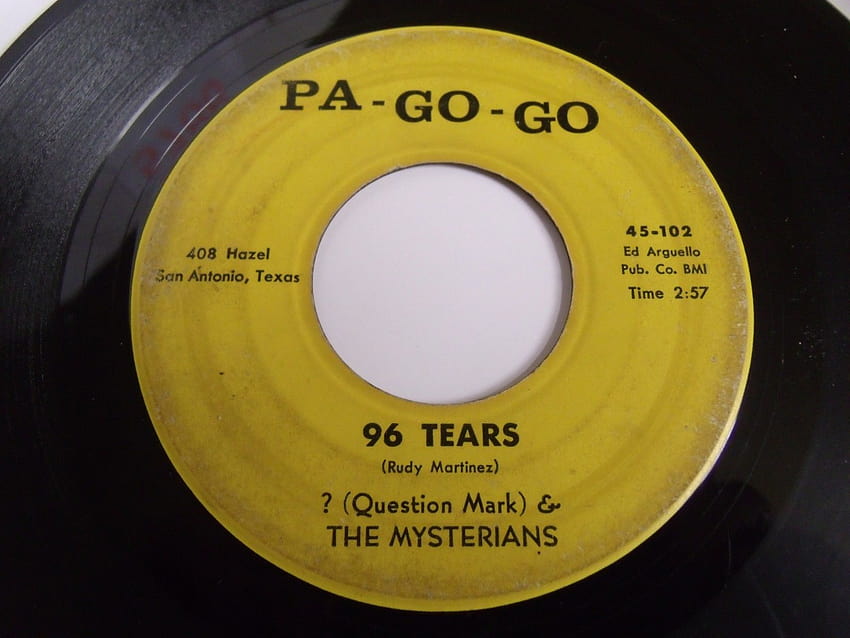 PA-GO-GO
408 Hazel
San Antonio, Texas
45-102
Ed Arguello
Pub. Co. BMI
Time 2:57
96 TEARS
(Rudy Martinez)
? (Question Mark) &
THE MYSTERIANS